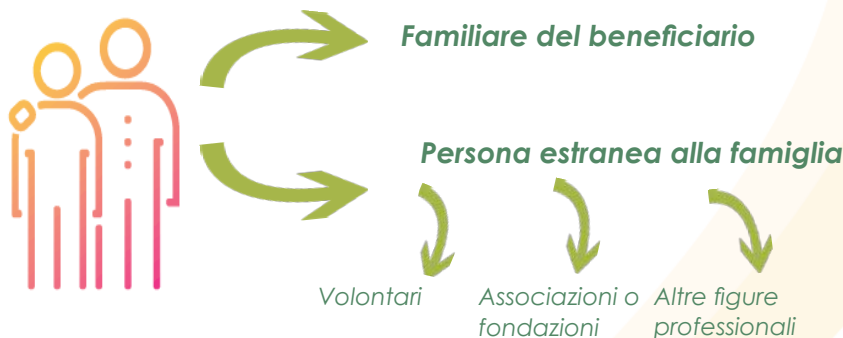 Familiare del beneficiario
Persona estranea alla famiglia
Volontari
Associazioni o
fondazioni
Altre figure
professionali